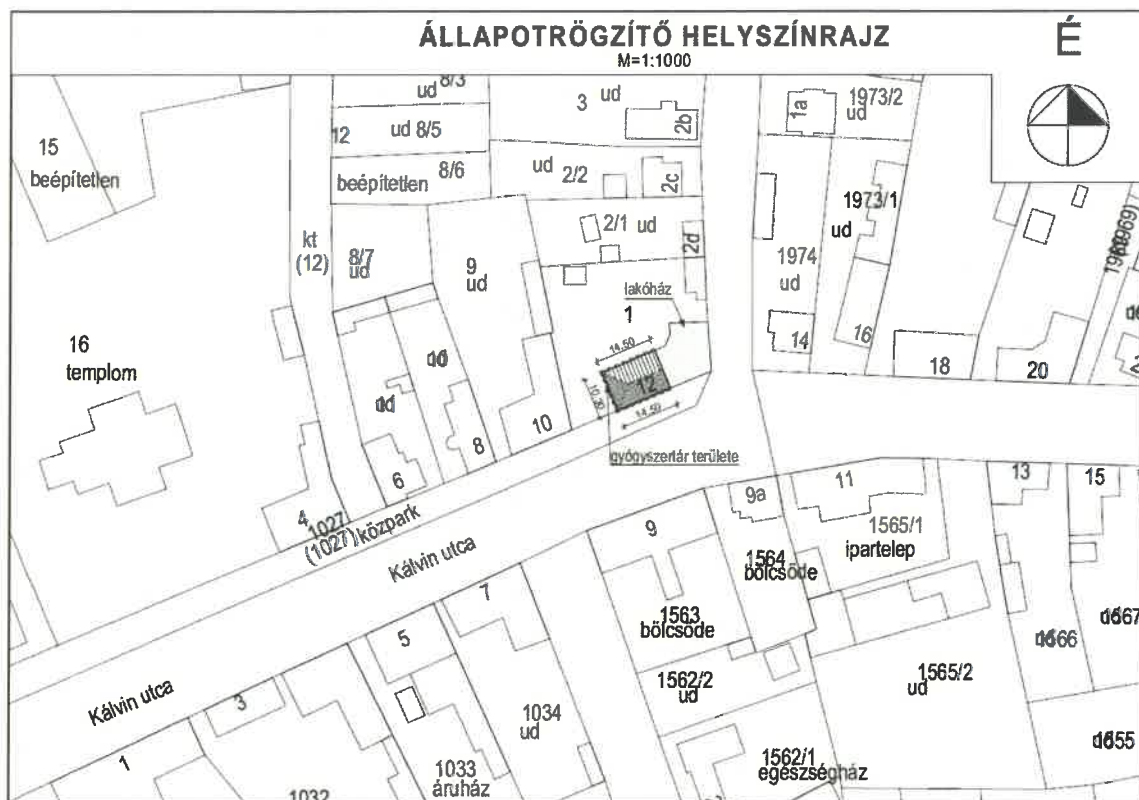 ÁLLAPOTRÖGZÍTŐ HELYSZÍNRAJZ
M=1:1000
É
15
beépítetlen
12
ud
8/3
ud 8/5
beépítetlen
8/6
3
ud
2b
ud
2/2
2c
2/1
ud
2d
1a
1973/2
ud
1973/1
ud
1974
ud
14
16
18
20
kt
(12)
8/7
ud
9
ud
lakóház
1
14.50
12
10.30
14.50
gyógyszertár területe
16
templom
4
6
8
10
1027
(1027) közpark
Kálvin utca
Kálvin utca
9
9a
11
13
15
1565/1
ipartelep
1564
bölcsőde
1563
bölcsőde
1562/2
ud
1562/1
egészségház
1565/2
ud
7
5
3
1
1034
ud
1033
áruház
1032